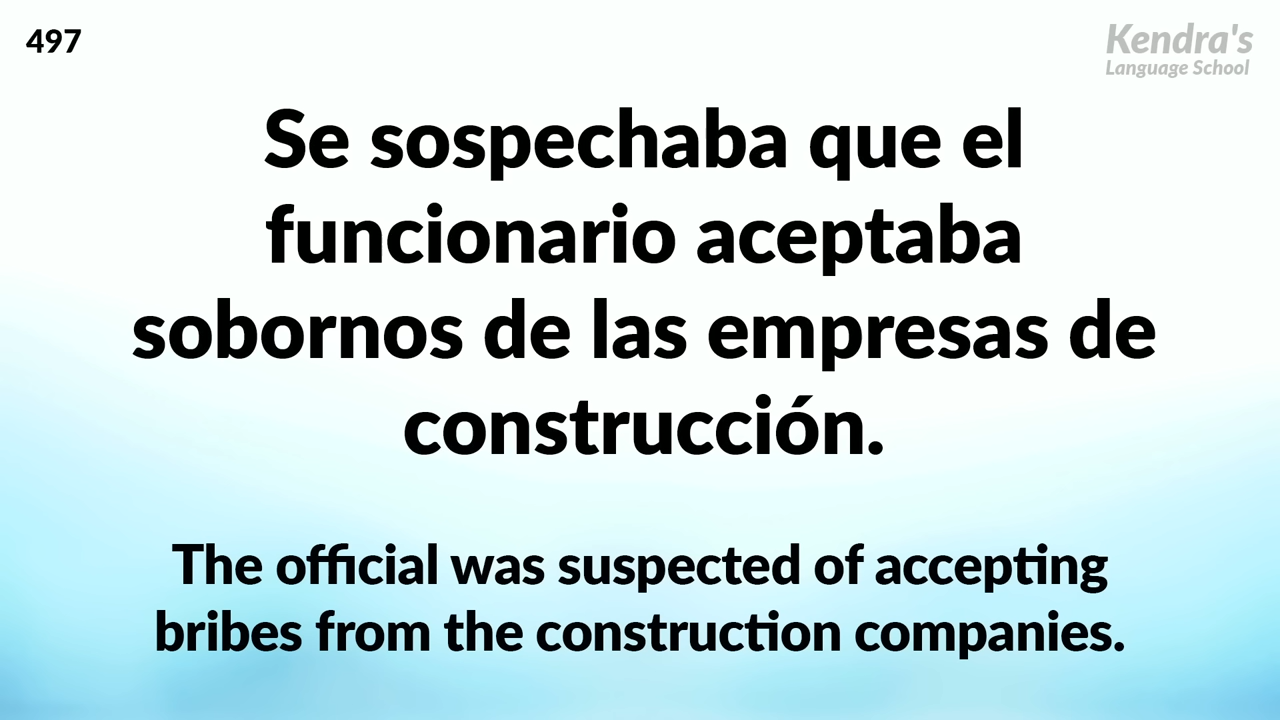 497
Kendra's
Language School
Se sospechaba que el
funcionario aceptaba
sobornos de las empresas de
construcción.
The official was suspected of accepting
bribes from the construction companies.